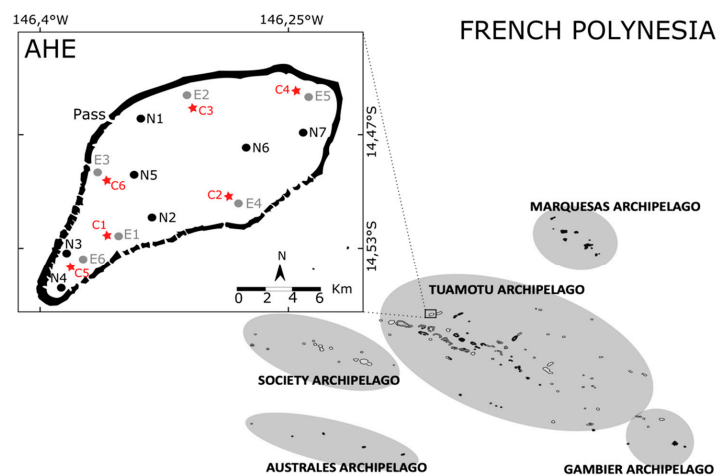 146,4°W
146,25°W
FRENCH POLYNESIA
AHE
E2
C4
E5
C3
Pass
N1
14,47°S
N7
N6
E3
N5
C6
C2
E4
MARQUESAS ARCHIPELAGO
N2
C1
E1
14,53°S
N3
E6
N
C5
TUAMOTU ARCHIPELAGO
N4
0 2 4 6 Km
SOCIETY ARCHIPELAGO
AUSTRALES ARCHIPELAGO
GAMBIER ARCHIPELAGO